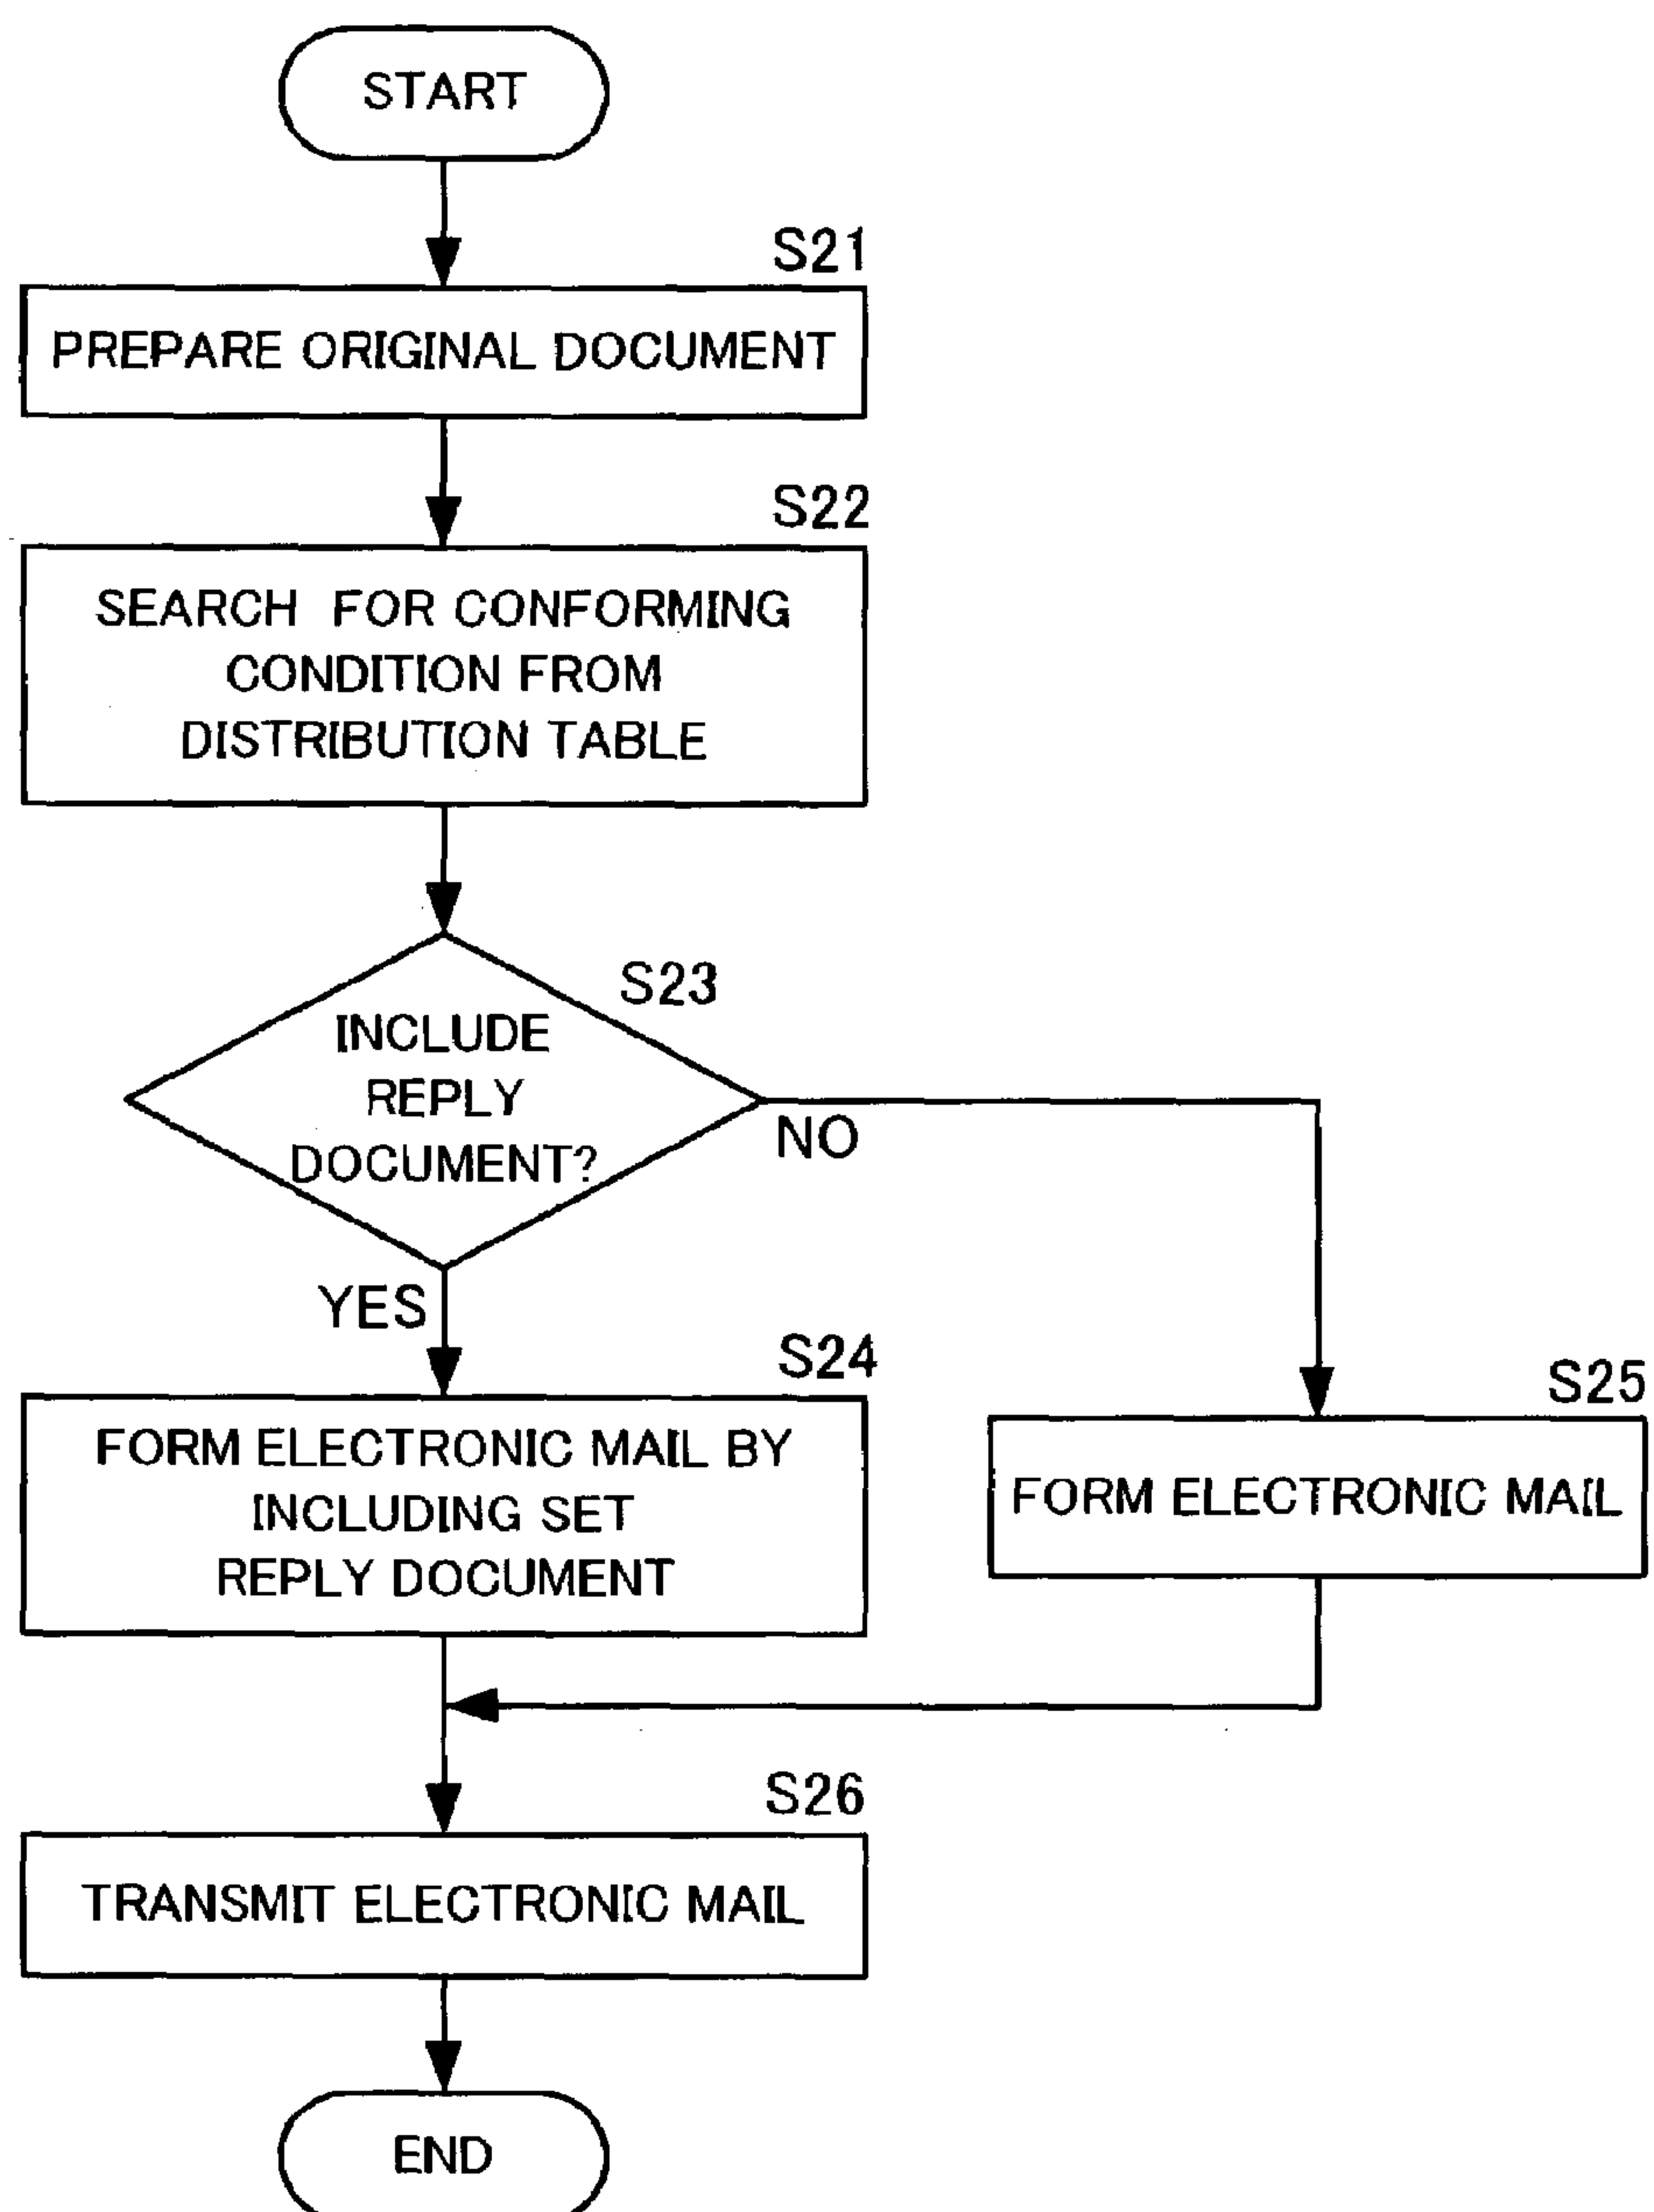 START
S21
PREPARE ORIGINAL DOCUMENT
S22
SEARCH FOR CONFORMING
CONDITION FROM
DISTRIBUTION TABLE
S23
INCLUDE
REPLY
DOCUMENT?
NO
YES
S24
FORM ELECTRONIC MAIL BY
INCLUDING SET
REPLY DOCUMENT
S25
FORM ELECTRONIC MAIL
S26
TRANSMIT ELECTRONIC MAIL
END